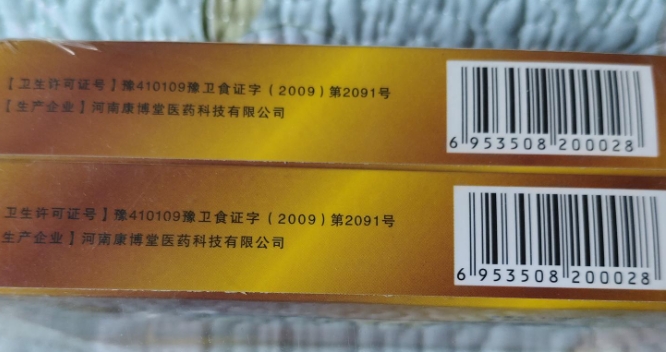 【卫生许可证号】豫410109豫卫食证字(2009)第2091号
【生产企业】河南康博堂医药科技有限公司
6 953508 200028
卫生许可证号】豫410109豫卫食证字(2009)第2091号
生产企业】河南康博堂医药科技有限公司
6 953508 200028